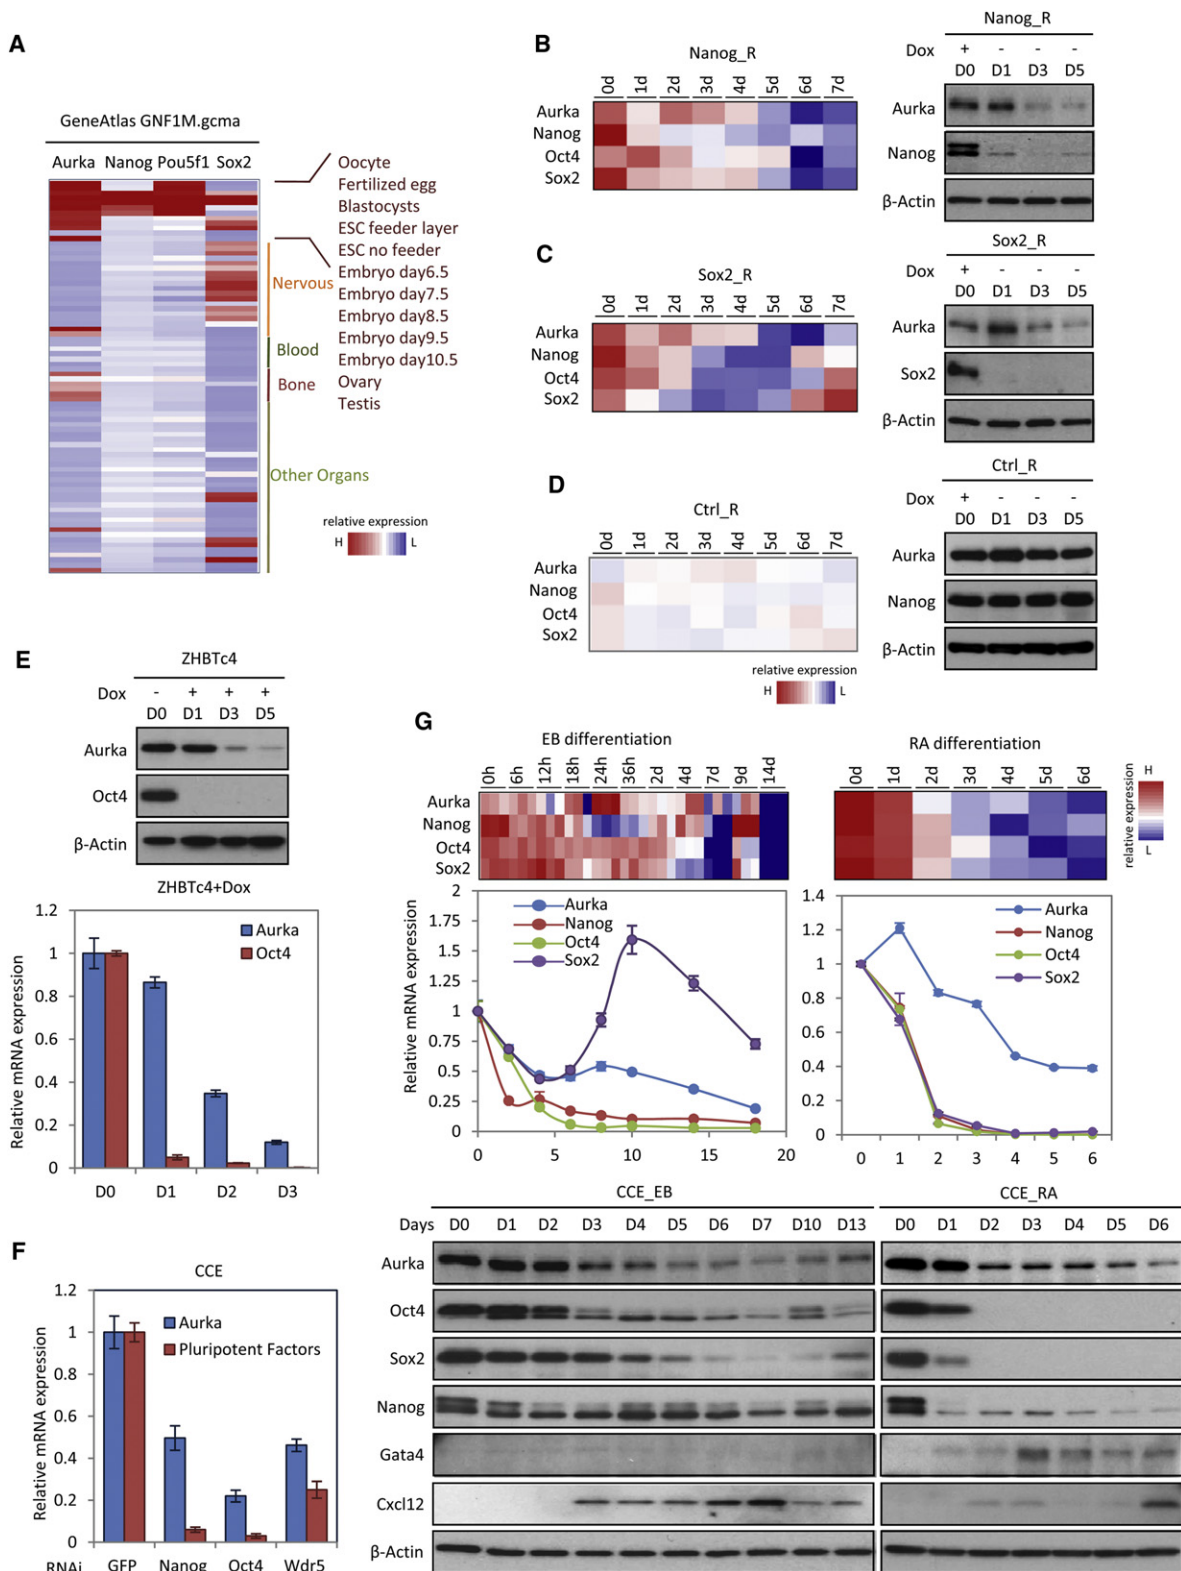 A
GeneAtlas GNF1M.gcma
Aurka Nanog Pou5f1 Sox2
Oocyte
Fertilized egg
Blastocysts
ESC feeder layer
ESC no feeder
Embryo day6.5
Embryo day7.5
Embryo day8.5
Embryo day9.5
Embryo day10.5
Ovary
Testis
Nervous
Blood
Bone
Other Organs
relative expression
H L
B
Nanog_R
0d 1d 2d 3d 4d 5d 6d 7d
Aurka
Nanog
Oct4
Sox2
Nanog_R
Dox + - - -
D0 D1 D3 D5
Aurka
Nanog
β-Actin
C
Sox2_R
0d 1d 2d 3d 4d 5d 6d 7d
Aurka
Nanog
Oct4
Sox2
Sox2_R
Dox + - - -
D0 D1 D3 D5
Aurka
Sox2
β-Actin
D
Ctrl_R
0d 1d 2d 3d 4d 5d 6d 7d
Aurka
Nanog
Oct4
Sox2
relative expression
H L
Ctrl_R
Dox + - - -
D0 D1 D3 D5
Aurka
Nanog
β-Actin
E
ZHBTc4
Dox - + + +
D0 D1 D3 D5
Aurka
Oct4
β-Actin
ZHBTc4+Dox
Relative mRNA expression
1.2
1
0.8
0.6
0.4
0.2
0
Aurka
Oct4
D0 D1 D2 D3
F
CCE
Relative mRNA expression
1.2
1
0.8
0.6
0.4
0.2
0
Aurka
Pluripotent Factors
RNAi GFP Nanog Oct4 Wdr5
G
EB differentiation
0h 6h 12h 18h 24h 36h 2d 4d 7d 9d 14d
Aurka
Nanog
Oct4
Sox2
RA differentiation
0d 1d 2d 3d 4d 5d 6d
relative expression
H
L
Relative mRNA expression
2
1.75
1.5
1.25
1
0.75
0.5
0.25
0
Aurka
Nanog
Oct4
Sox2
0 5 10 15 20
1.4
1.2
1
0.8
0.6
0.4
0.2
0
Aurka
Nanog
Oct4
Sox2
0 1 2 3 4 5 6
CCE_EB
CCE_RA
Days D0 D1 D2 D3 D4 D5 D6 D7 D10 D13
D0 D1 D2 D3 D4 D5 D6
Aurka
Oct4
Sox2
Nanog
Gata4
Cxcl12
β-Actin